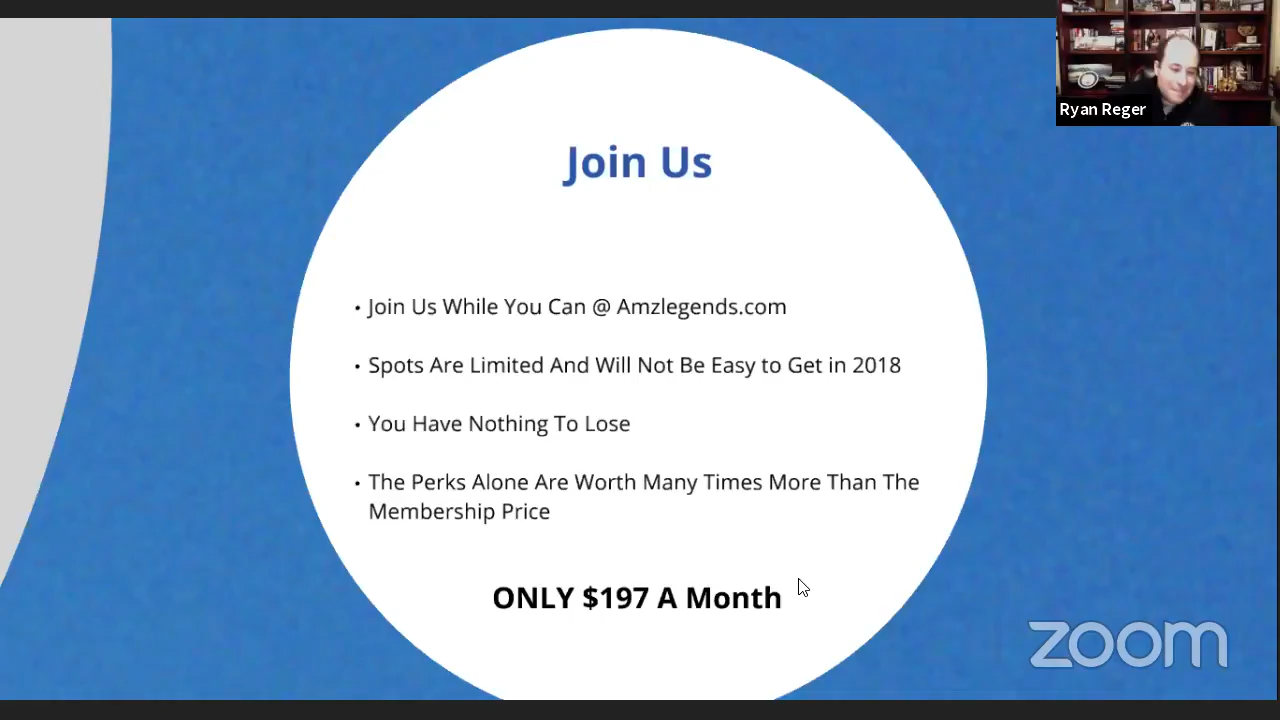 Ryan Reger
Join Us
• Join Us While You Can @ Amzlegends.com
• Spots Are Limited And Will Not Be Easy to Get in 2018
• You Have Nothing To Lose
• The Perks Alone Are Worth Many Times More Than The
Membership Price
ONLY $197 A Month
zoom